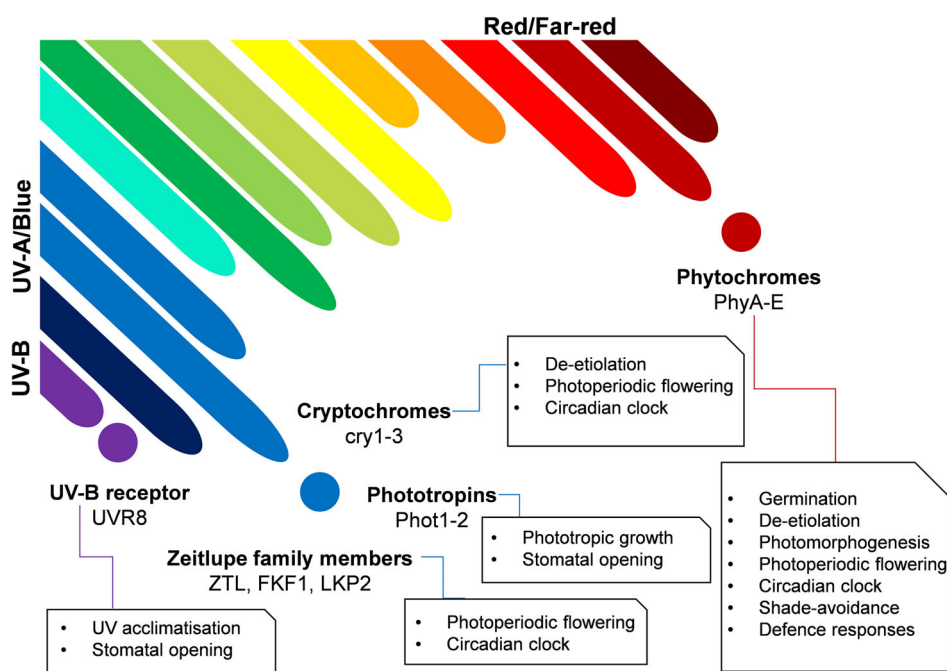 Red/Far-red
UV-A/Blue
UV-B
Phytochromes
PhyA-E
• De-etiolation
• Photoperiodic flowering
• Circadian clock
Cryptochromes
cry1-3
UV-B receptor
UVR8
Phototropins
Phot1-2
• Phototropic growth
• Stomatal opening
Zeitlupe family members
ZTL, FKF1, LKP2
• Germination
• De-etiolation
• Photomorphogenesis
• Photoperiodic flowering
• Circadian clock
• Shade-avoidance
• Defence responses
• UV acclimatisation
• Stomatal opening
• Photoperiodic flowering
• Circadian clock